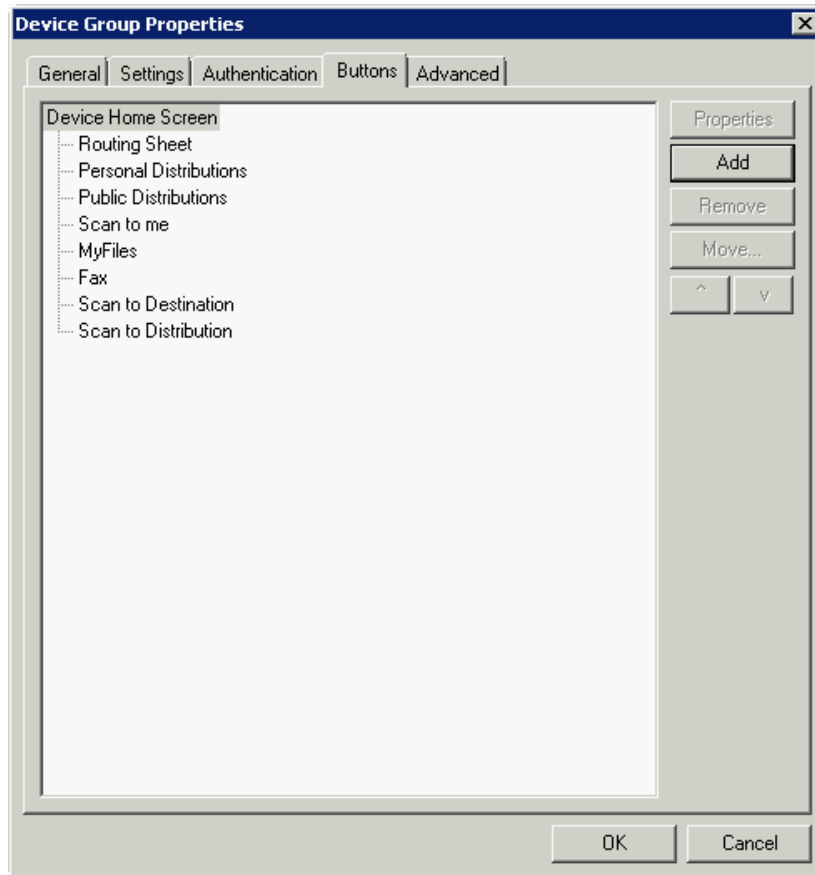 Device Group Properties
General Settings Authentication Buttons Advanced
Device Home Screen
Routing Sheet
Personal Distributions
Public Distributions
Scan to me
MyFiles
Fax
Scan to Destination
Scan to Distribution
Properties
Add
Remove
Move...
^ v
OK Cancel